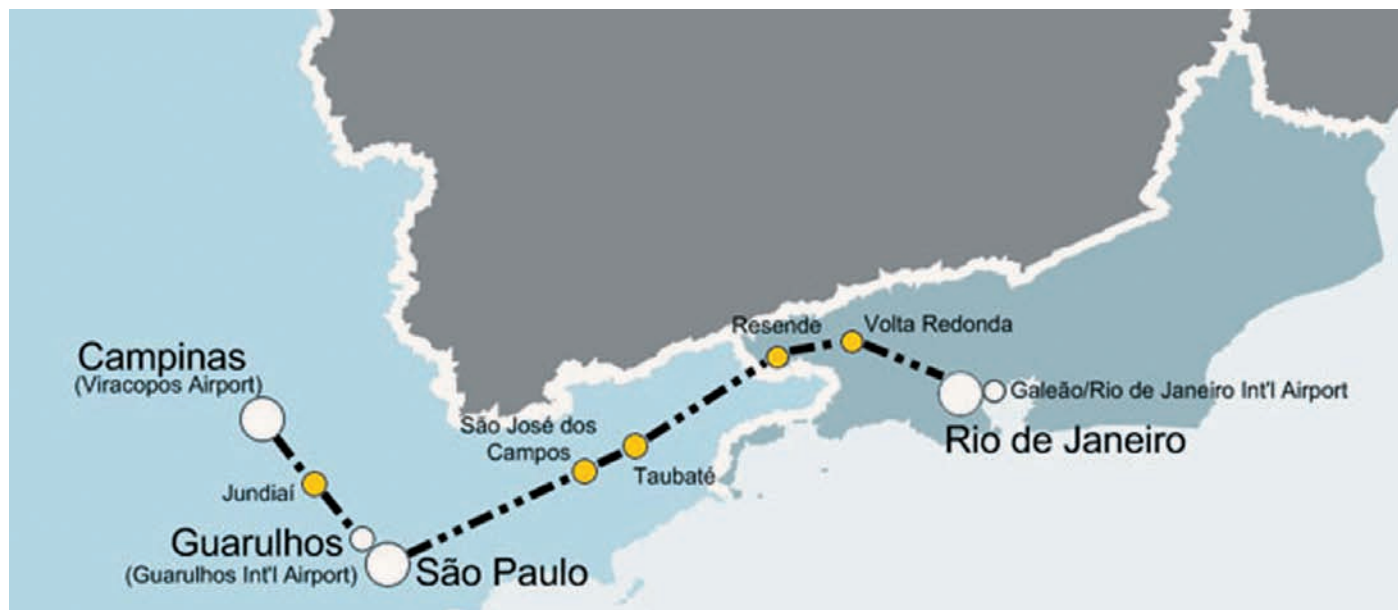 Campinas
(Viracopos Airport)
Jundiaí
Guarulhos
(Guarulhos Int'l Airport)
São Paulo
São José dos
Campos
Taubaté
Resende
Volta Redonda
Galeão/Rio de Janeiro Int'l Airport
Rio de Janeiro